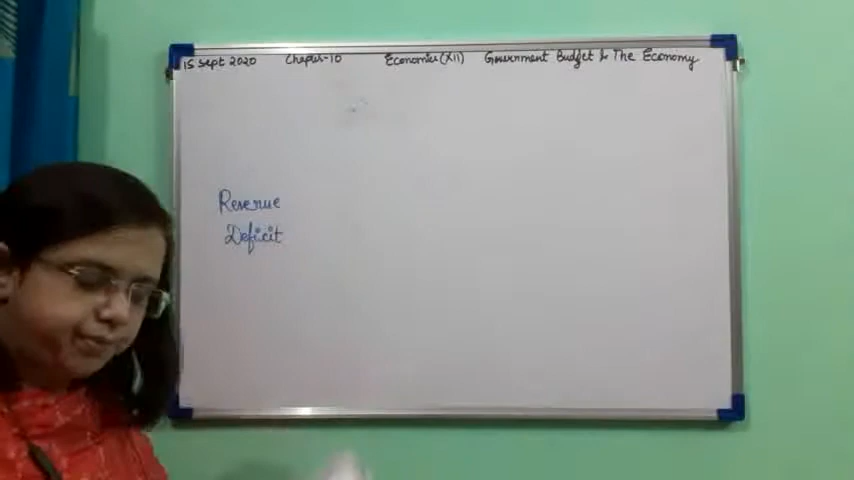 15 Sept 2020 Chapter-10 Economics (XII) Government Budget & The Economy
Revenue
Deficit